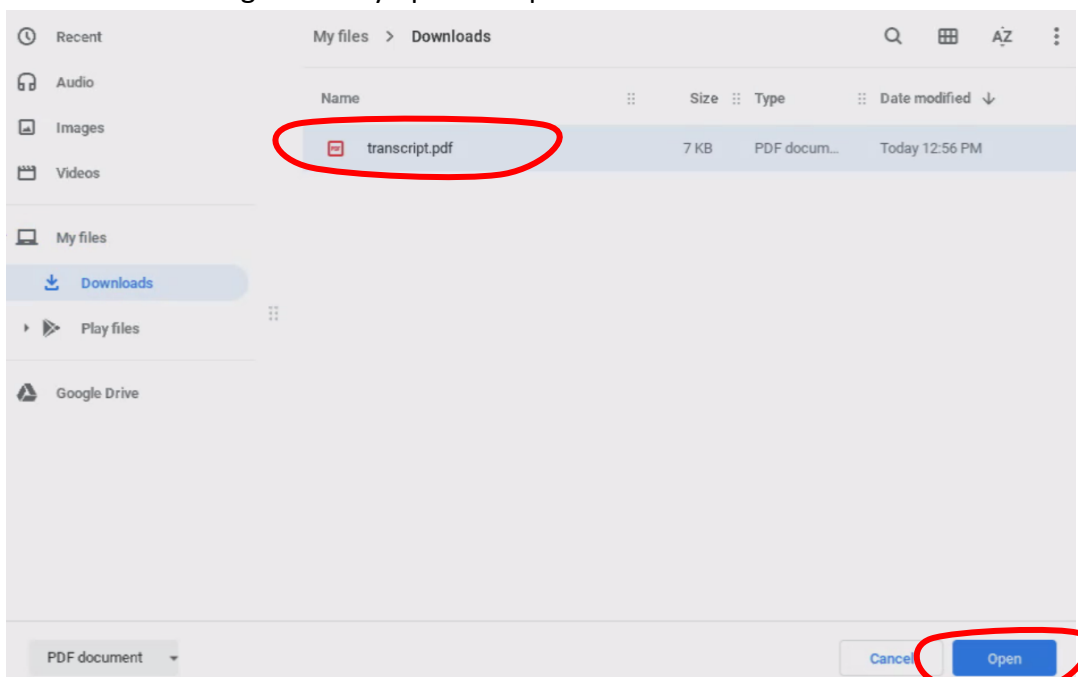 Recent
Audio
Images
Videos
My files
Downloads
Play files
Google Drive
My files > Downloads
AZ
Name Size Type Date modified
transcript.pdf 7 KB PDF docum... Today 12:56 PM
PDF document
Cancel Open